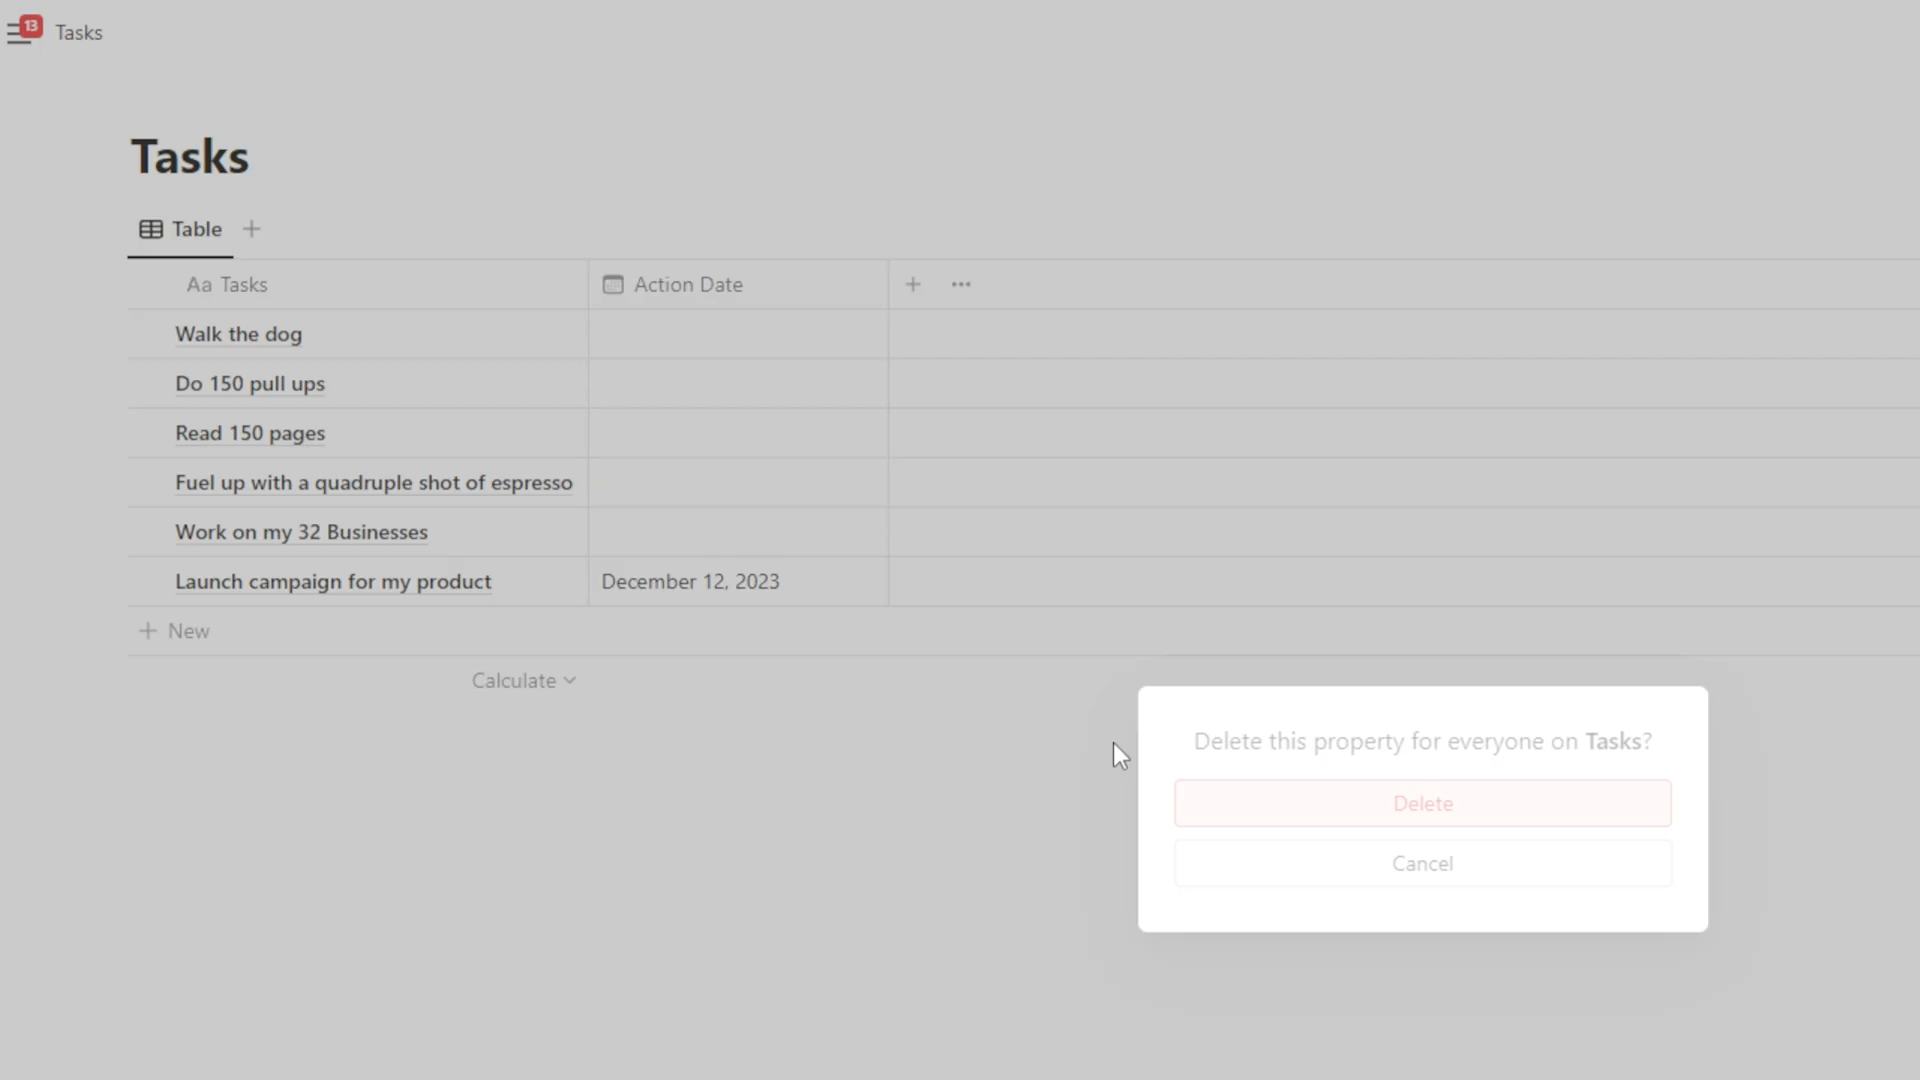 13
Tasks
Tasks
Table
Aa Tasks
Action Date
Walk the dog
Do 150 pull ups
Read 150 pages
Fuel up with a quadruple shot of espresso
Work on my 32 Businesses
Launch campaign for my product
December 12, 2023
New
Calculate
Delete this property for everyone on Tasks?
Delete
Cancel